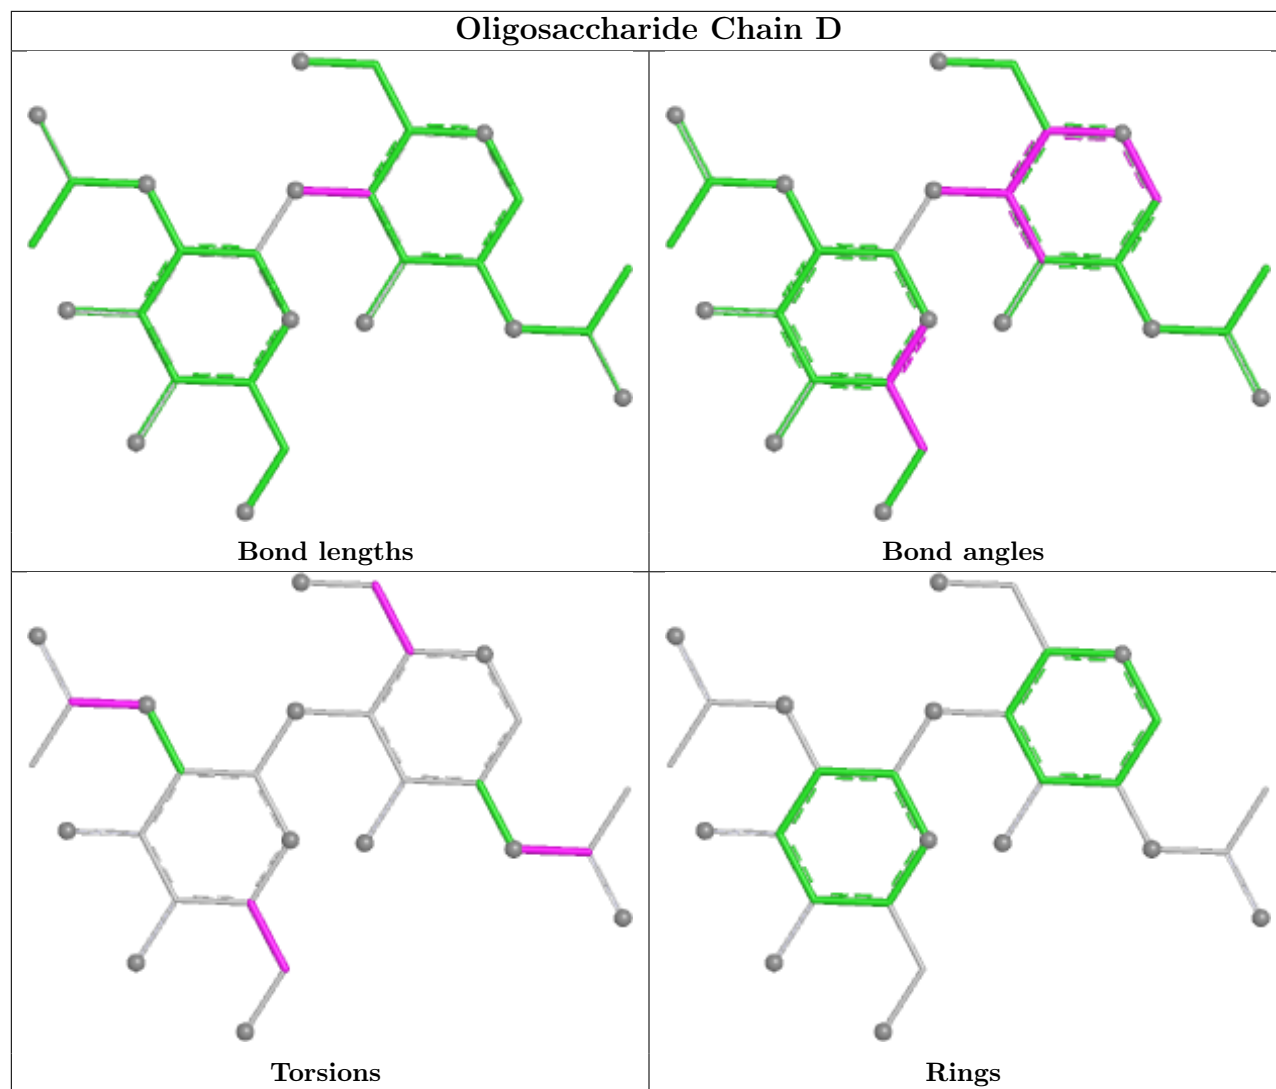 Oligosaccharide Chain D
Bond lengths
Bond angles
Torsions
Rings